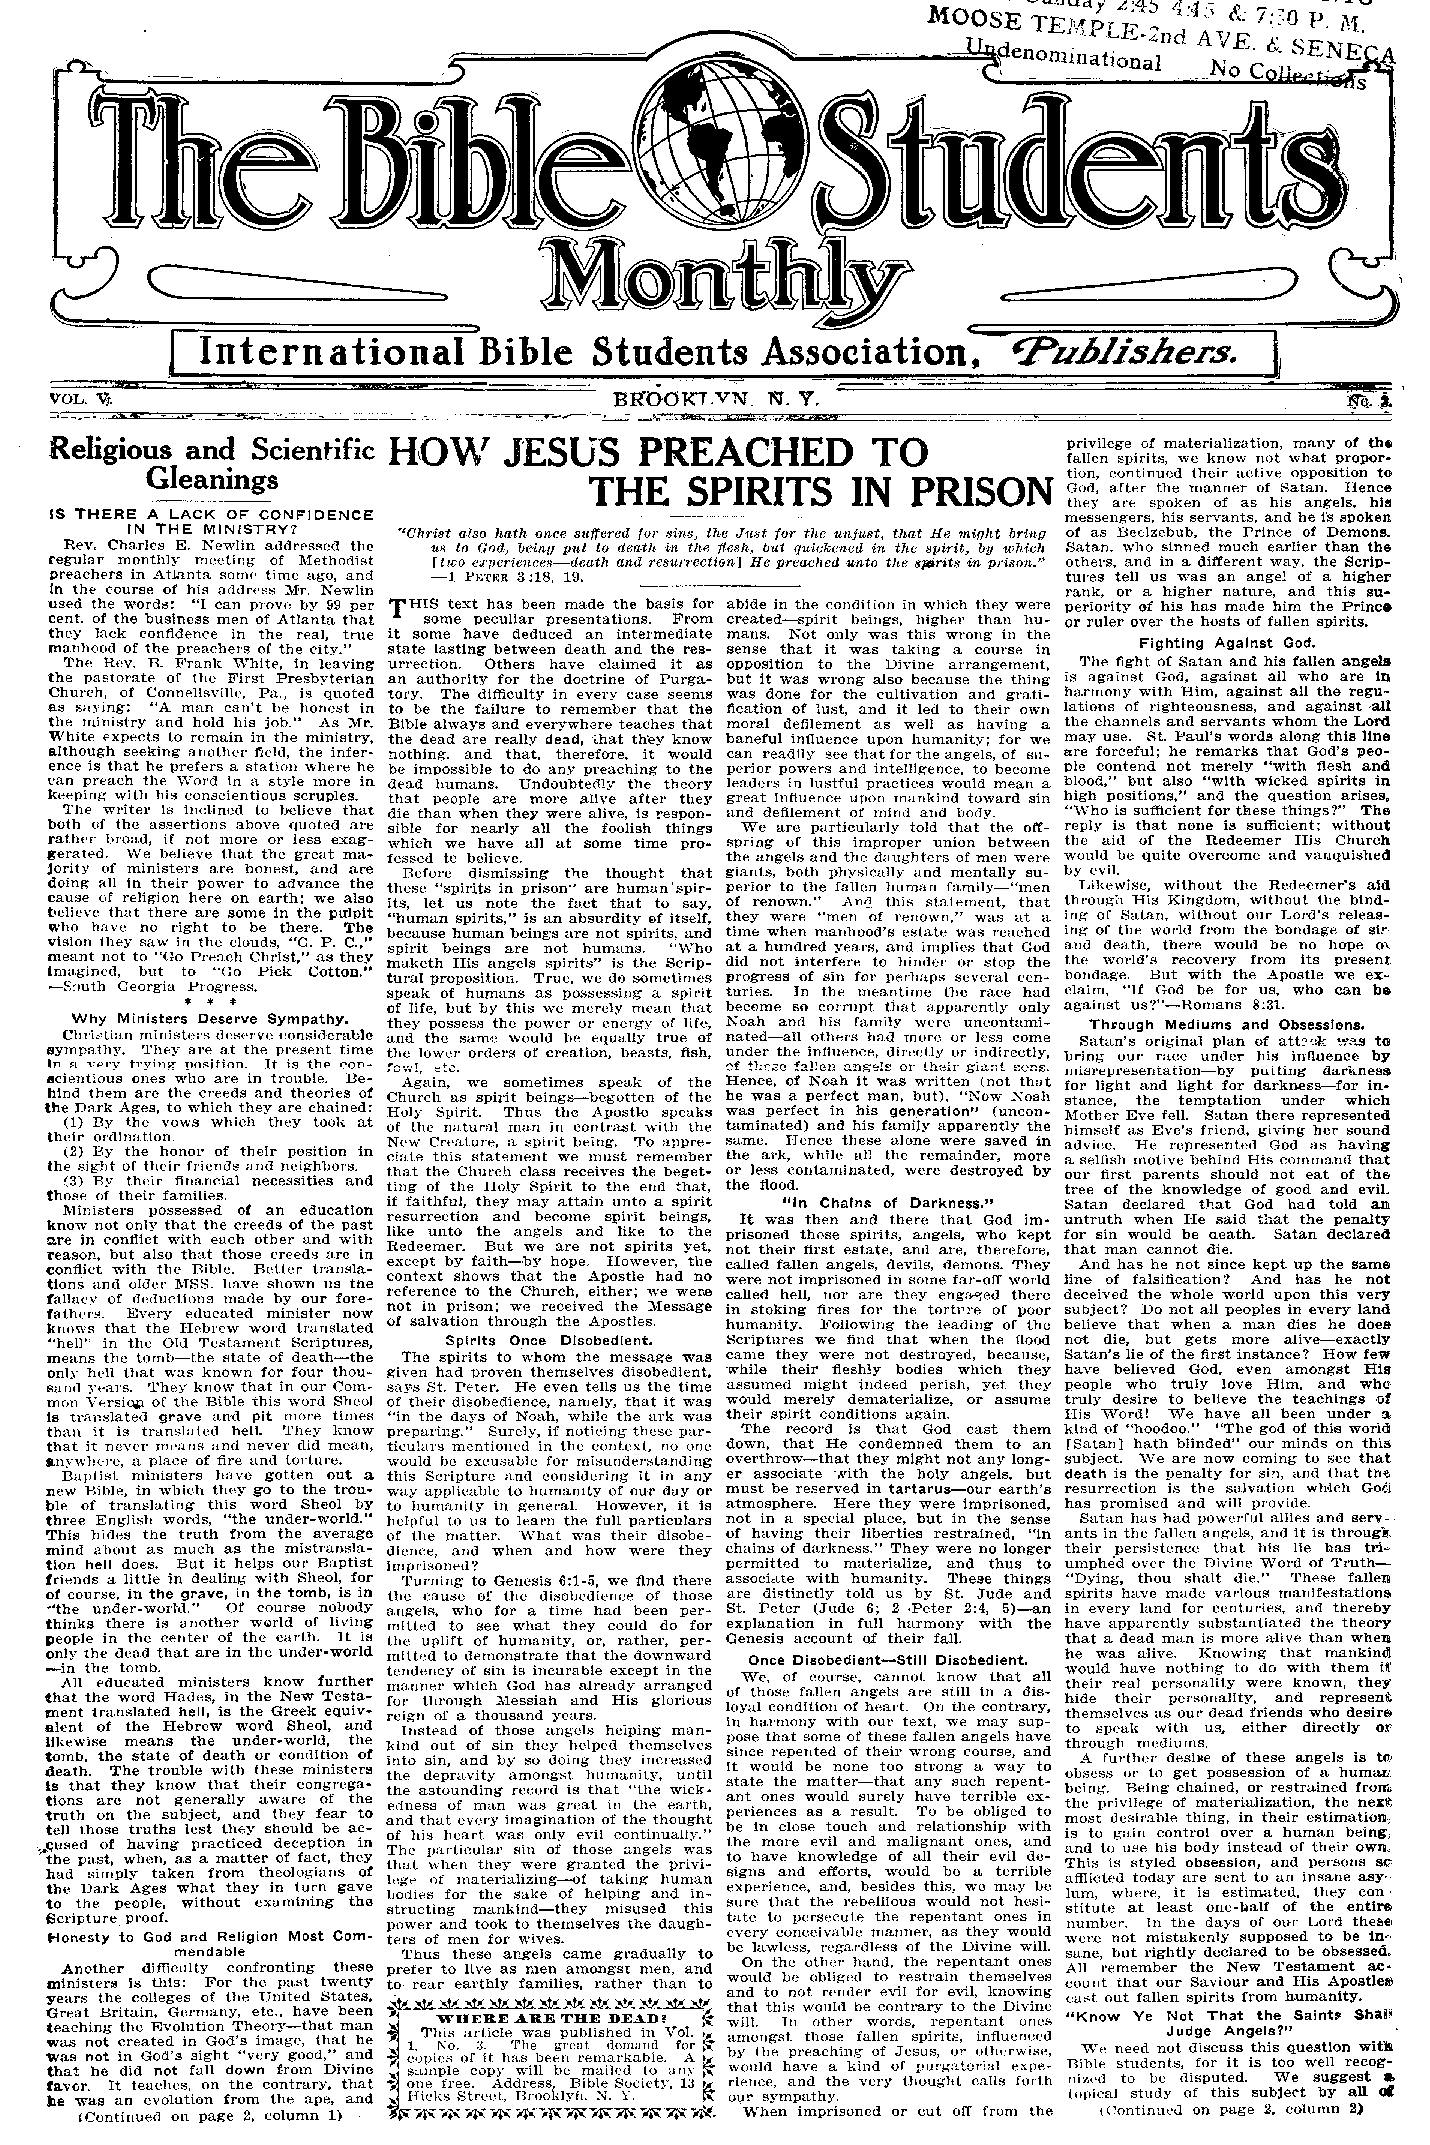 Sunday 2:45 4:45 & 7:30 P. M.
MOOSE TEMPLE-2nd AVE. & SENECA
Undenominational No Collections
The Bible Students
Monthly
International Bible Students Association, Publishers.
VOL. V. BROOKLYN, N. Y. No.
Religious and Scientific
Gleanings
IS THERE A LACK OF CONFIDENCE
IN THE MINISTRY?
Rev. Charles E. Newlin addressed the
regular monthly meeting of Methodist
preachers in Atlanta some time ago, and
in the course of his address Mr. Newlin
used the words: "I can prove by 99 per
cent. of the business men of Atlanta that
they lack confidence in the real, true
manhood of the preachers of the city."
The Rev. B. Frank White, in leaving
the pastorate of the First Presbyterian
Church, of Connellsville, Pa., is quoted
as saying: "A man can't be honest in
the ministry and hold his job." As Mr.
White expects to remain in the ministry,
although seeking another field, the infer-
ence is that he prefers a station where he
can preach the Word in a style more in
keeping with his conscientious scruples.
The writer is inclined to believe that
both of the assertions above quoted are
rather broad, if not more or less exag-
gerated. We believe that the great ma-
jority of ministers are honest, and are
doing all in their power to advance the
cause of religion here on earth; we also
believe that there are some in the pulpit
who have no right to be there. The
vision they saw in the clouds, "G. P. C.,"
meant not to "Go Preach Christ," as they
imagined, but to "Go Pick Cotton."
—South Georgia Progress.
* * *
Why Ministers Deserve Sympathy.
Christian ministers deserve considerable
sympathy. They are at the present time
in a very trying position. It is the con-
scientious ones who are in trouble. Be-
hind them are the creeds and theories of
the Dark Ages, to which they are chained:
(1) By the vows which they took at
their ordination.
(2) By the honor of their position in
the sight of their friends and neighbors.
(3) By their financial necessities and
those of their families.
Ministers possessed of an education
know not only that the creeds of the past
are in conflict with each other and with
reason, but also that those creeds are in
conflict with the Bible. Better transla-
tions and older MSS. have shown us the
fallacy of deductions made by our fore-
fathers. Every educated minister now
knows that the Hebrew word translated
"hell" in the Old Testament Scriptures,
means the tomb—the state of death—the
only hell that was known for four thou-
sand years. They know that in our Com-
mon Version of the Bible this word Sheol
is translated grave and pit more times
than it is translated hell. They know
that it never means and never did mean,
anywhere, a place of fire and torture.
Baptist ministers have gotten out a
new Bible, in which they go to the trou-
ble of translating this word Sheol by
three English words, "the under-world."
This hides the truth from the average
mind about as much as the mistransla-
tion hell does. But it helps our Baptist
friends a little in dealing with Sheol, for
of course, in the grave, in the tomb, is in
"the under-world." Of course nobody
thinks there is another world of living
people in the center of the earth. It is
only the dead that are in the under-world
—in the tomb.
All educated ministers know further
that the word Hades, in the New Testa-
ment translated hell, is the Greek equiv-
alent of the Hebrew word Sheol, and
likewise means the under-world, the
tomb, the state of death or condition of
death. The trouble with these ministers
is that they know that their congrega-
tions are not generally aware of the
truth on the subject, and they fear to
tell those truths lest they should be ac-
cused of having practiced deception in
the past, when, as a matter of fact, they
had simply taken from theologians of
the Dark Ages what they in turn gave
to the people, without examining the
Scripture proof.
Honesty to God and Religion Most Com-
mendable
Another difficulty confronting these
ministers is this: For the past twenty
years the colleges of the United States,
Great Britain, Germany, etc., have been
teaching the Evolution Theory—that man
was not created in God's image, that he
was not in God's sight "very good," and
that he did not fall down from Divine
favor. It teaches, on the contrary, that
he was an evolution from the ape, and
(Continued on page 2, column 1)
HOW JESUS PREACHED TO
THE SPIRITS IN PRISON
"Christ also hath once suffered for sins, the Just for the unjust, that He might bring
us to God, being put to death in the flesh, but quickened in the spirit, by which
[two experiences—death and resurrection] He preached unto the spirits in prison."
—1 PETER 3:18, 19.
THIS text has been made the basis for
some peculiar presentations. From
it some have deduced an intermediate
state lasting between death and the res-
urrection. Others have claimed it as
an authority for the doctrine of Purga-
tory. The difficulty in every case seems
to be the failure to remember that the
Bible always and everywhere teaches that
the dead are really dead, that they know
nothing, and that, therefore, it would
be impossible to do any preaching to the
dead humans. Undoubtedly the theory
that people are more alive after they
die than when they were alive, is respon-
sible for nearly all the foolish things
which we have all at some time pro-
fessed to believe.
Before dismissing the thought that
these "spirits in prison" are human spir-
its, let us note the fact that to say,
"human spirits," is an absurdity of itself,
because human beings are not spirits, and
spirit beings are not humans. "Who
maketh His angels spirits" is the Scrip-
tural proposition. True, we do sometimes
speak of humans as possessing a spirit
of life, but by this we merely mean that
they possess the power or energy of life,
and the same would be equally true of
the lower orders of creation, beasts, fish,
fowl, etc.
Again, we sometimes speak of the
Church as spirit beings—begotten of the
Holy Spirit. Thus the Apostle speaks
of the natural man in contrast with the
New Creature, a spirit being. To appre-
ciate this statement we must remember
that the Church class receives the beget-
ting of the Holy Spirit to the end that,
if faithful, they may attain unto a spirit
resurrection and become spirit beings,
like unto the angels and like to the
Redeemer. But we are not spirits yet,
except by faith—by hope. However, the
context shows that the Apostle had no
reference to the Church, either; we were
not in prison; we received the Message
of salvation through the Apostles.
Spirits Once Disobedient.
The spirits to whom the message was
given had proven themselves disobedient,
says St. Peter. He even tells us the time
of their disobedience, namely, that it was
"in the days of Noah, while the ark was
preparing." Surely, if noticing these par-
ticulars mentioned in the context, no one
would be excusable for misunderstanding
this Scripture and considering it in any
way applicable to humanity of our day or
to humanity in general. However, it is
helpful to us to learn the full particulars
of the matter. What was their disobe-
dience, and when and how were they
imprisoned?
Turning to Genesis 6:1-5, we find there
the cause of the disobedience of those
angels, who for a time had been per-
mitted to see what they could do for
the uplift of humanity, or, rather, per-
mitted to demonstrate that the downward
tendency of sin is incurable except in the
manner which God has already arranged
for through Messiah and His glorious
reign of a thousand years.
Instead of those angels helping man-
kind out of sin they helped themselves
into sin, and by so doing they increased
the depravity amongst humanity, until
the astounding record is that "the wick-
edness of man was great in the earth,
and that every imagination of the thought
of his heart was only evil continually."
The particular sin of those angels was
that when they were granted the privi-
lege of materializing—of taking human
bodies for the sake of helping and in-
structing mankind—they misused this
power and took to themselves the daugh-
ters of men for wives.
Thus these angels came gradually to
prefer to live as men amongst men, and
to rear earthly families, rather than to
WHERE ARE THE DEAD?
This article was published in Vol.
1, No. 3. The great demand for
copies of it has been remarkable. A
sample copy will be mailed to any
one free. Address, Bible Society, 13
Hicks Street, Brooklyn, N. Y.
abide in the condition in which they were
created—spirit beings, higher than hu-
mans. Not only was this wrong in the
sense that it was taking a course in
opposition to the Divine arrangement,
but it was wrong also because the thing
was done for the cultivation and grati-
fication of lust, and it led to their own
moral defilement as well as having a
baneful influence upon humanity; for we
can readily see that for the angels, of su-
perior powers and intelligence, to become
leaders in lustful practices would mean a
great influence upon mankind toward sin
and defilement of mind and body.
We are particularly told that the off-
spring of this improper union between
the angels and the daughters of men were
giants, both physically and mentally su-
perior to the fallen human family—"men
of renown." And this statement, that
they were "men of renown," was at a
time when manhood's estate was reached
at a hundred years, and implies that God
did not interfere to hinder or stop the
progress of sin for perhaps several cen-
turies. In the meantime the race had
become so corrupt that apparently only
Noah and his family were uncontami-
nated—all others had more or less come
under the influence, directly or indirectly,
of these fallen angels or their giant sons.
Hence, of Noah it was written (not that
he was a perfect man, but), "Now Noah
was perfect in his generation" (uncon-
taminated) and his family apparently the
same. Hence these alone were saved in
the ark, while all the remainder, more
or less contaminated, were destroyed by
the flood.
"In Chains of Darkness."
It was then and there that God im-
prisoned those spirits, angels, who kept
not their first estate, and are, therefore,
called fallen angels, devils, demons. They
were not imprisoned in some far-off world
called hell, nor are they engaged there
in stoking fires for the torture of poor
humanity. Following the leading of the
Scriptures we find that when the flood
came they were not destroyed, because,
while their fleshly bodies which they
assumed might indeed perish, yet they
would merely dematerialize, or assume
their spirit conditions again.
The record is that God cast them
down, that He condemned them to an
overthrow—that they might not any long-
er associate with the holy angels, but
must be reserved in tartarus—our earth's
atmosphere. Here they were imprisoned,
not in a special place, but in the sense
of having their liberties restrained, "in
chains of darkness." They were no longer
permitted to materialize, and thus to
associate with humanity. These things
are distinctly told us by St. Jude and
St. Peter (Jude 6; 2 Peter 2:4, 5)—an
explanation in full harmony with the
Genesis account of their fall.
Once Disobedient—Still Disobedient.
We, of course, cannot know that all
of those fallen angels are still in a dis-
loyal condition of heart. On the contrary,
in harmony with our text, we may sup-
pose that some of these fallen angels have
since repented of their wrong course, and
it would be none too strong a way to
state the matter—that any such repent-
ant ones would surely have terrible ex-
periences as a result. To be obliged to
be in close touch and relationship with
the more evil and malignant ones, and
to have knowledge of all their evil de-
signs and efforts, would be a terrible
experience, and, besides this, we may be
sure that the rebellious would not hesi-
tate to persecute the repentant ones in
every conceivable manner, as they would
be lawless, regardless of the Divine will.
On the other hand, the repentant ones
would be obliged to restrain themselves
and to not render evil for evil, knowing
that this would be contrary to the Divine
will. In other words, repentant ones
amongst those fallen spirits, influenced
by the preaching of Jesus, or otherwise,
would have a kind of purgatorial expe-
rience, and the very thought calls forth
our sympathy.
When imprisoned or cut off from the
privilege of materialization, many of the
fallen spirits, we know not what propor-
tion, continued their active opposition to
God, after the manner of Satan. Hence
they are spoken of as his angels, his
messengers, his servants, and he is spoken
of as Beelzebub, the Prince of Demons.
Satan, who sinned much earlier than the
others, and in a different way, the Scrip-
tures tell us was an angel of a higher
rank, or a higher nature, and this su-
periority of his has made him the Prince
or ruler over the hosts of fallen spirits.
Fighting Against God.
The fight of Satan and his fallen angels
is against God, against all who are in
harmony with Him, against all the regu-
lations of righteousness, and against all
the channels and servants whom the Lord
may use. St. Paul's words along this line
are forceful; he remarks that God's peo-
ple contend not merely "with flesh and
blood," but also "with wicked spirits in
high positions," and the question arises,
"Who is sufficient for these things?" The
reply is that none is sufficient; without
the aid of the Redeemer His Church
would be quite overcome and vanquished
by evil.
Likewise, without the Redeemer's aid
through His Kingdom, without the bind-
ing of Satan, without our Lord's releas-
ing of the world from the bondage of sin
and death, there would be no hope of
the world's recovery from its present
bondage. But with the Apostle we ex-
claim, "If God be for us, who can be
against us?"—Romans 8:31.
Through Mediums and Obsessions.
Satan's original plan of attack was to
bring our race under his influence by
misrepresentation—by putting darkness
for light and light for darkness—for in-
stance, the temptation under which
Mother Eve fell. Satan there represented
himself as Eve's friend, giving her sound
advice. He represented God as having
a selfish motive behind His command that
our first parents should not eat of the
tree of the knowledge of good and evil.
Satan declared that God had told an
untruth when He said that the penalty
for sin would be death. Satan declared
that man cannot die.
And has he not since kept up the same
line of falsification? And has he not
deceived the whole world upon this very
subject? Do not all peoples in every land
believe that when a man dies he does
not die, but gets more alive—exactly
Satan's lie of the first instance? How few
have believed God, even amongst His
people who truly love Him, and who
truly desire to believe the teachings of
His Word! We have all been under a
kind of "hoodoo." "The god of this world
[Satan] hath blinded" our minds on this
subject. We are now coming to see that
death is the penalty for sin, and that the
resurrection is the salvation which God
has promised and will provide.
Satan has had powerful allies and serv-
ants in the fallen angels, and it is through
their persistence that his lie has tri-
umphed over the Divine Word of Truth—
"Dying, thou shalt die." These fallen
spirits have made various manifestations
in every land for centuries, and thereby
have apparently substantiated the theory
that a dead man is more alive than when
he was alive. Knowing that mankind
would have nothing to do with them if
their real personality were known, they
hide their personality, and represent
themselves as our dead friends who desire
to speak with us, either directly or
through mediums.
A further desire of these angels is to
obsess or to get possession of a human
being. Being chained, or restrained from
the privilege of materialization, the next
most desirable thing, in their estimation,
is to gain control over a human being,
and to use his body instead of their own.
This is styled obsession, and persons so
afflicted today are sent to an insane asy-
lum, where, it is estimated, they con-
stitute at least one-half of the entire
number. In the days of our Lord these
were not mistakenly supposed to be in-
sane, but rightly declared to be obsessed.
All remember the New Testament ac-
count that our Saviour and His Apostles
cast out fallen spirits from humanity.
"Know Ye Not That the Saints Shall
Judge Angels?"
We need not discuss this question with
Bible students, for it is too well recog-
nized to be disputed. We suggest a
topical study of this subject by all of
(Continued on page 2, column 2)